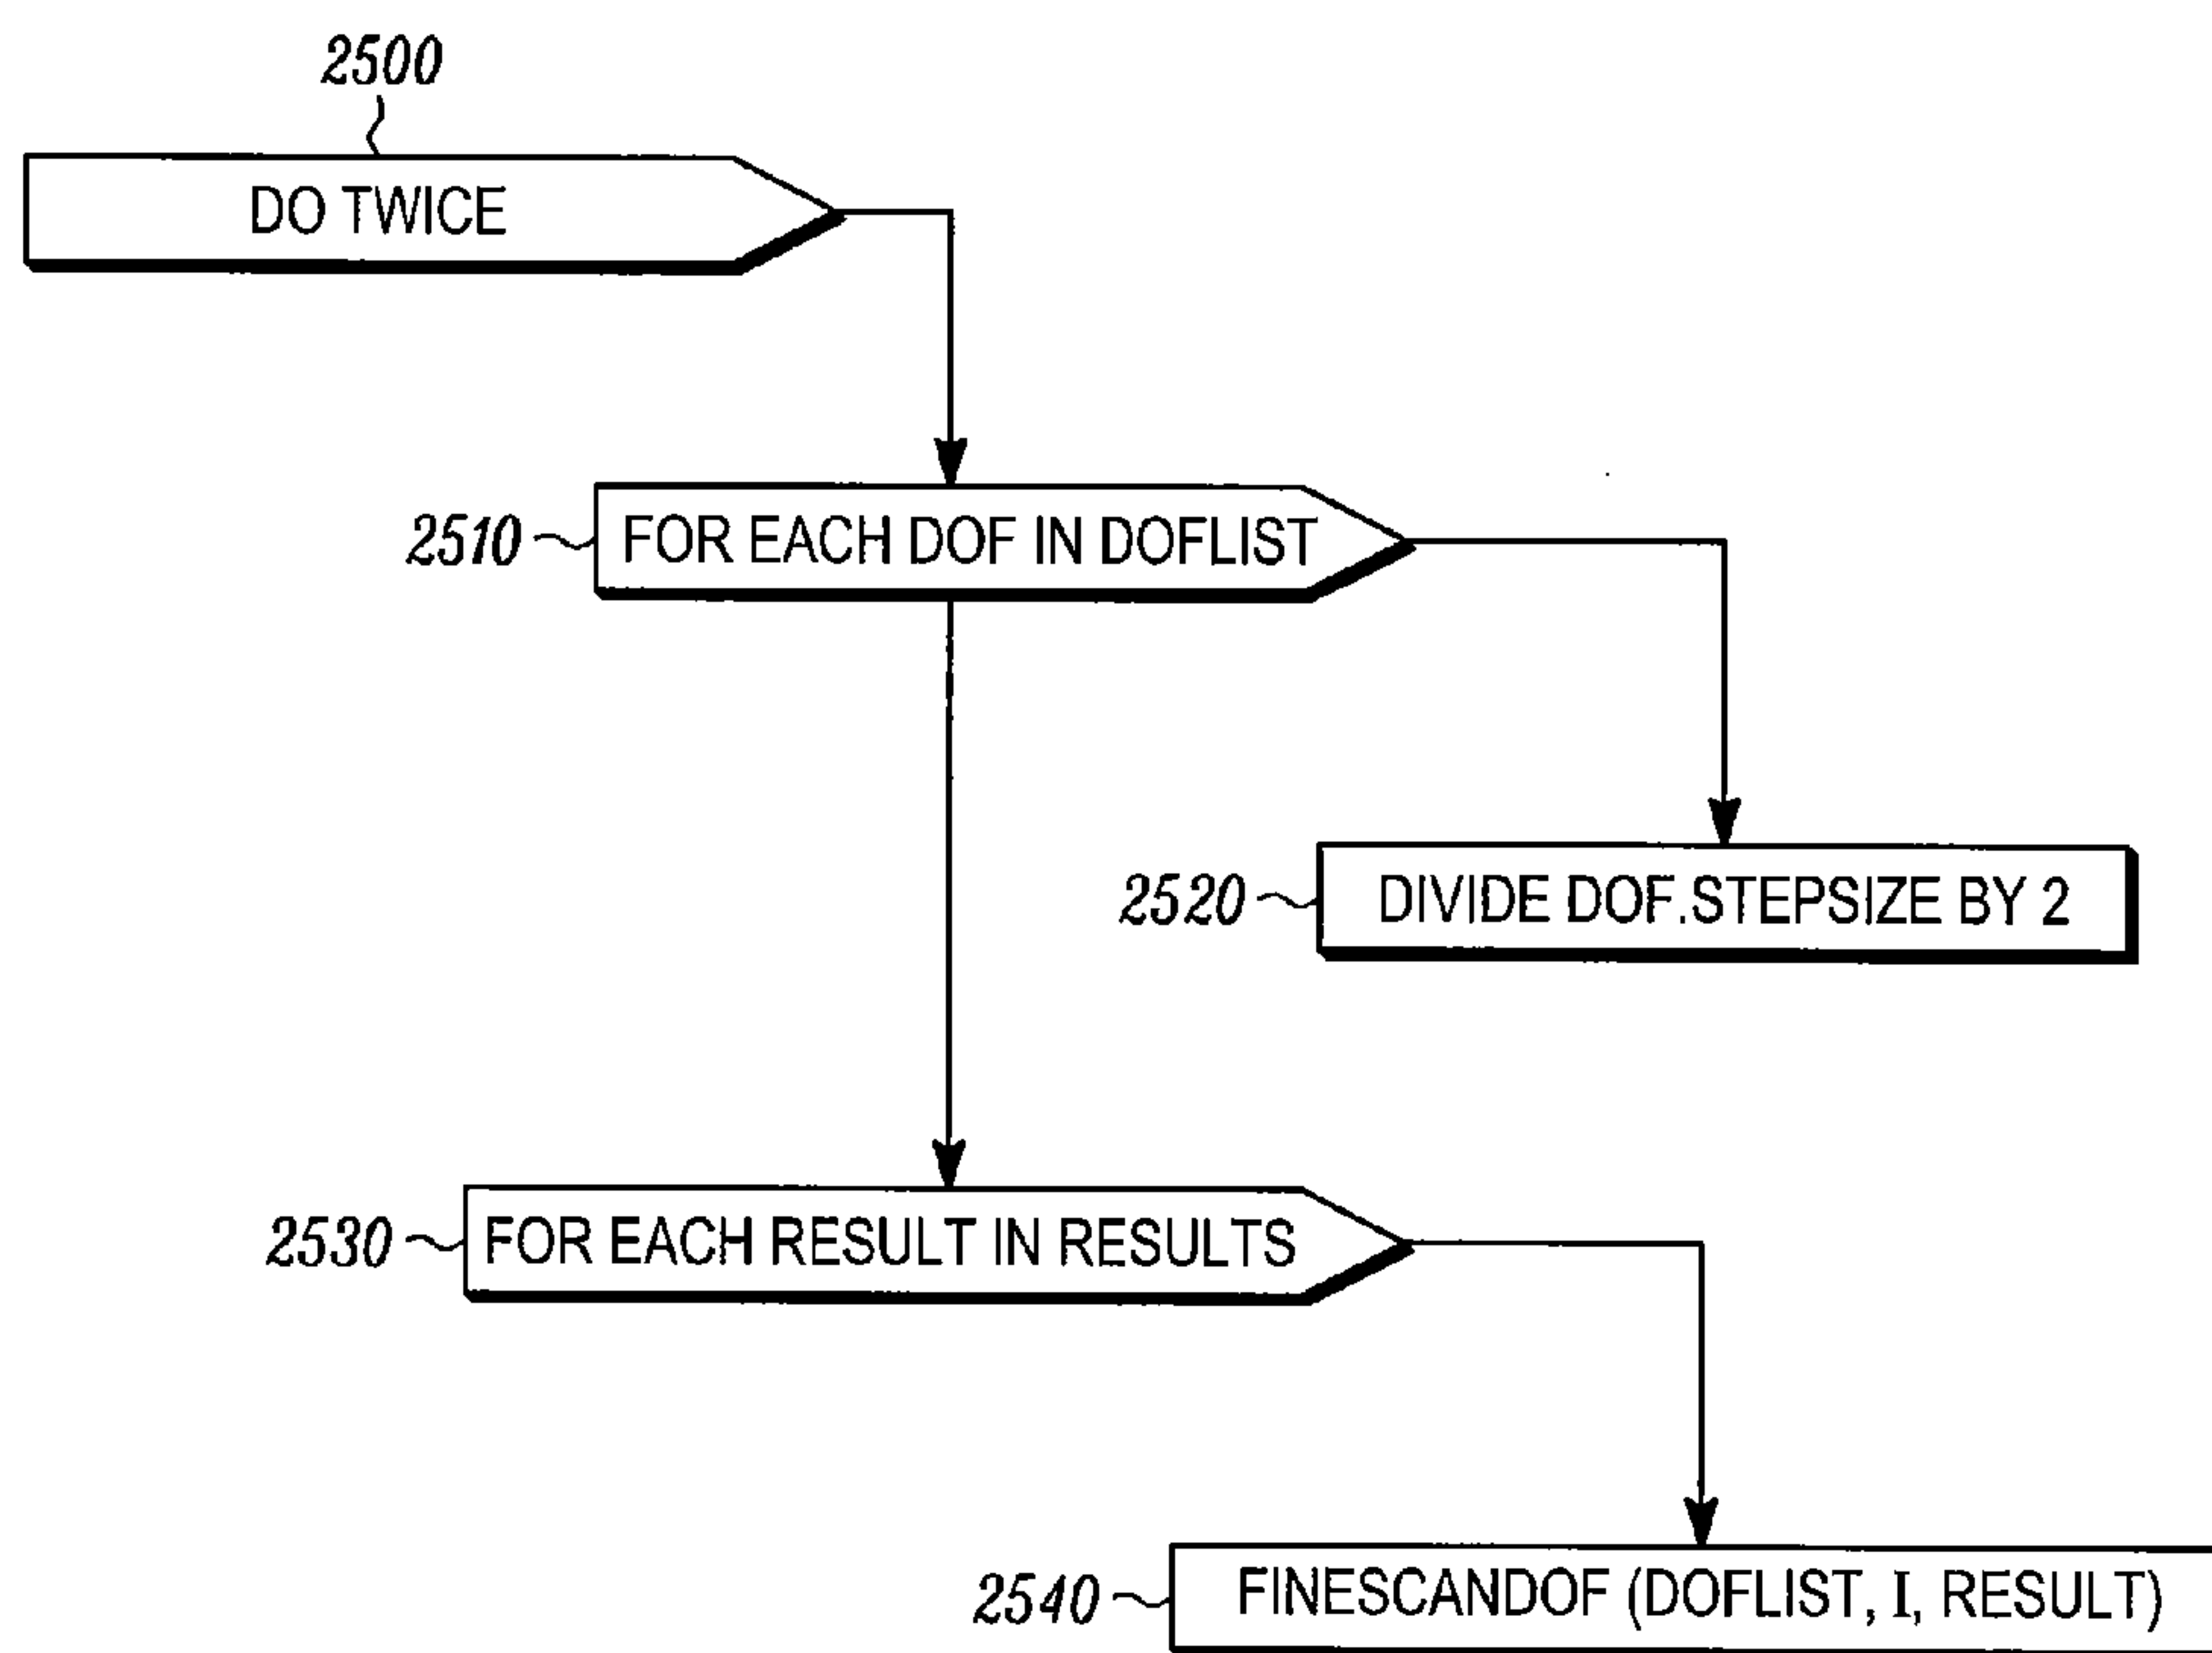 2500
DO TWICE
2510 FOR EACH DOF IN DOFLIST
2520 DIVIDE DOF.STEPSIZE BY 2
2530 FOR EACH RESULT IN RESULTS
2540 FINESCANDOF (DOFLIST, I, RESULT)